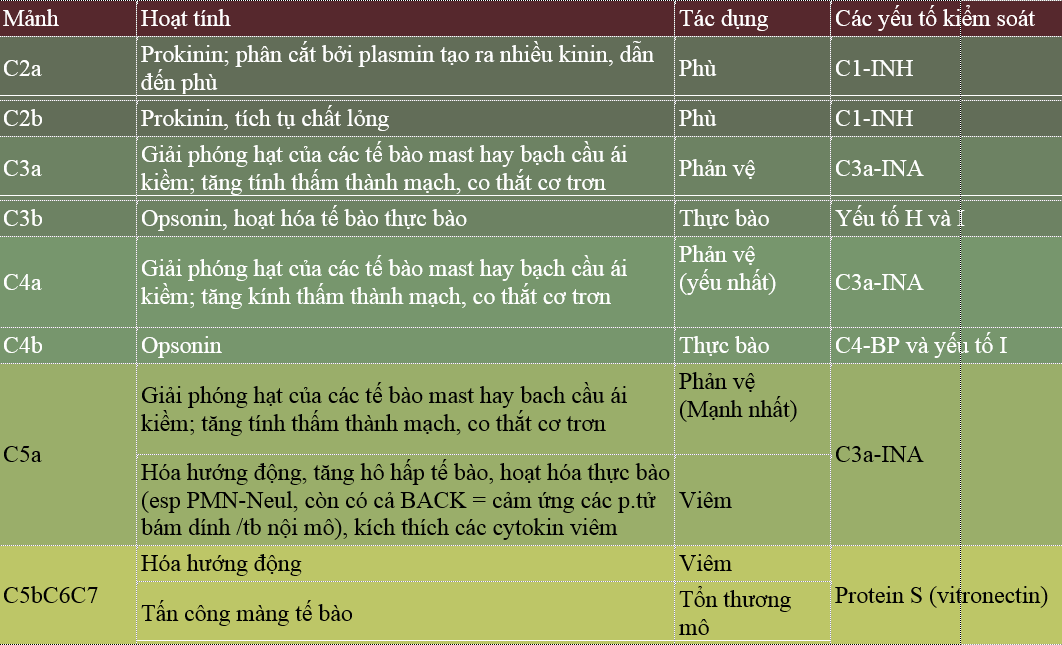 Mảnh
Hoạt tính
Tác dụng
Các yếu tố kiểm soát
C2a
Prokinin; phân cắt bởi plasmin tạo ra nhiều kinin, dẫn
đến phù
Phù
C1-INH
C2b
Prokinin, tích tụ chất lỏng
Phù
C1-INH
C3a
Giải phóng hạt của các tế bào mast hay bạch cầu ái
kiềm; tăng tính thấm thành mạch, co thắt cơ trơn
Phản vệ
C3a-INA
C3b
Opsonin, hoạt hóa tế bào thực bào
Thực bào
Yếu tố H và I
C4a
Giải phóng hạt của các tế bào mast hay bạch cầu ái
kiềm; tăng kính thấm thành mạch, co thắt cơ trơn
Phản vệ
(yếu nhất)
C3a-INA
C4b
Opsonin
Thực bào
C4-BP và yếu tố I
C5a
Giải phóng hạt của các tế bào mast hay bach cầu ái
kiềm; tăng tính thấm thành mạch, co thắt cơ trơn
Phản vệ
(Mạnh nhất)
C3a-INA
Hóa hướng động, tăng hô hấp tế bào, hoạt hóa thực bào
(esp PMN-Neul, còn có cả BACK = cảm ứng các p.tử
bám dính /tb nội mô), kích thích các cytokin viêm
Viêm
C5bC6C7
Hóa hướng động
Viêm
Protein S (vitronectin)
Tấn công màng tế bào
Tổn thương
mô